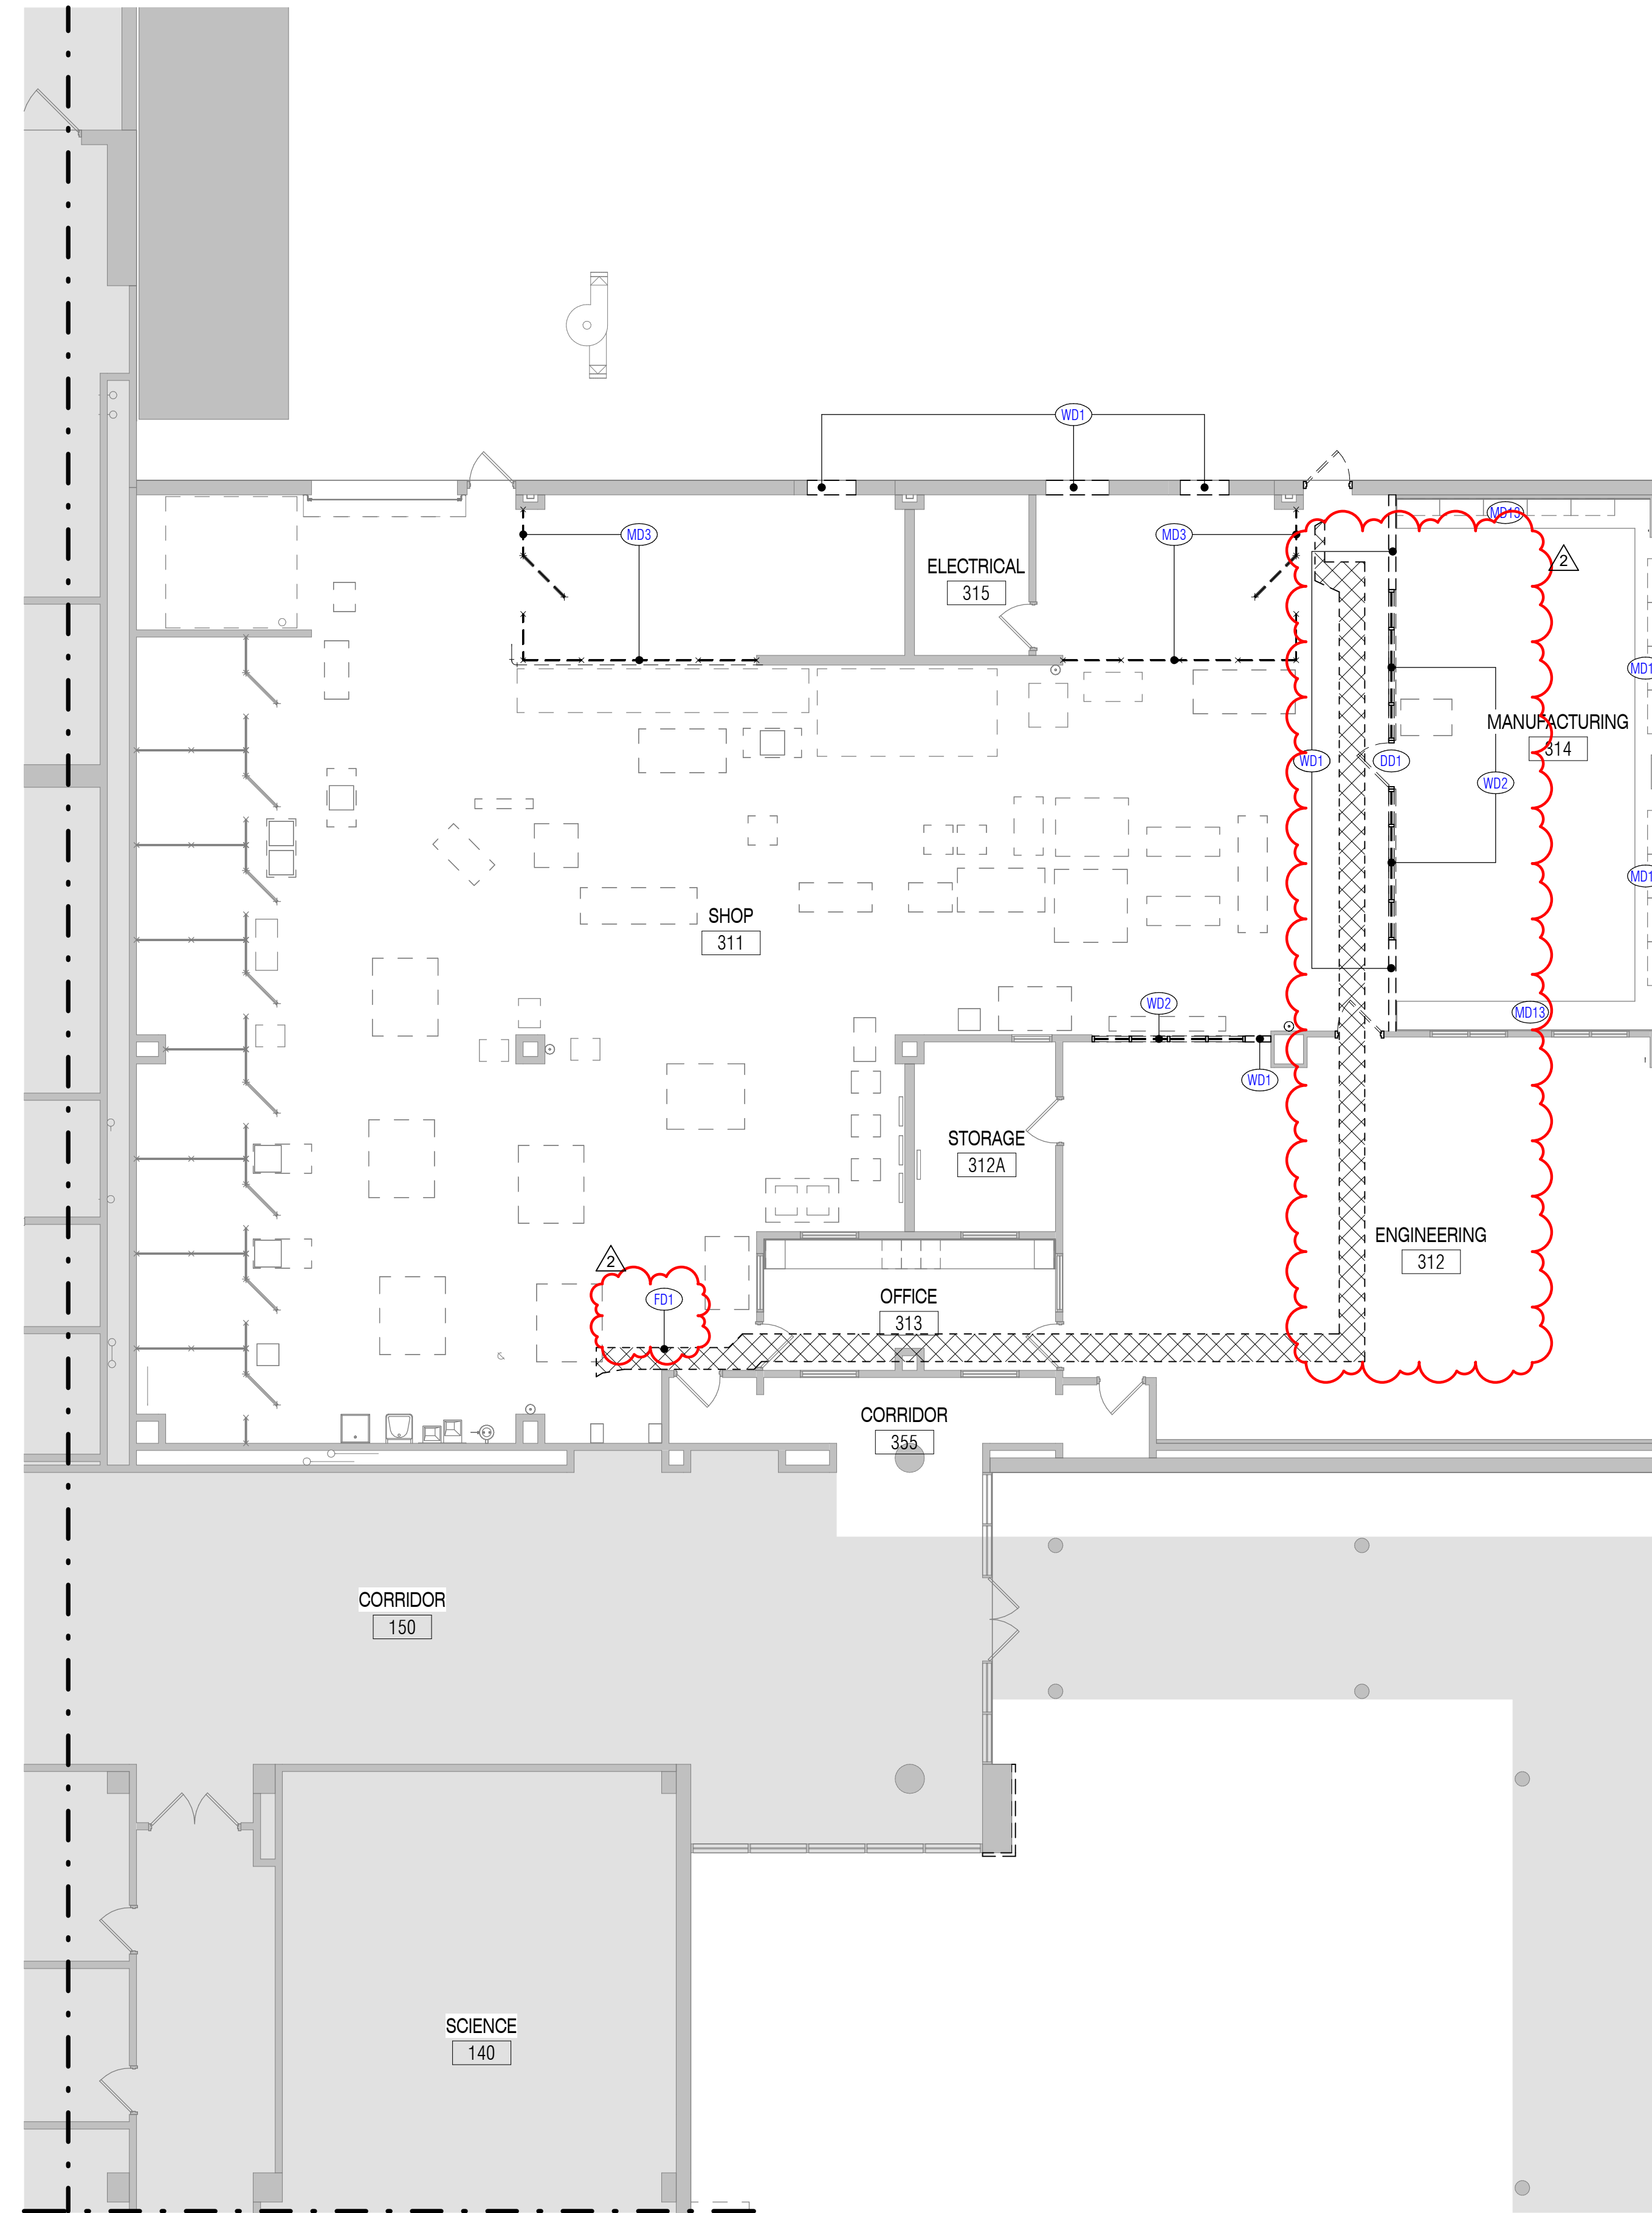 WD1
MD3
MD3
MD13
ELECTRICAL
315
2
MD1
MANUFACTURING
314
WD1
DD1
WD2
MD1
SHOP
311
WD2
MD13
WD1
STORAGE
312A
ENGINEERING
312
2
FD1
OFFICE
313
CORRIDOR
355
CORRIDOR
150
SCIENCE
140